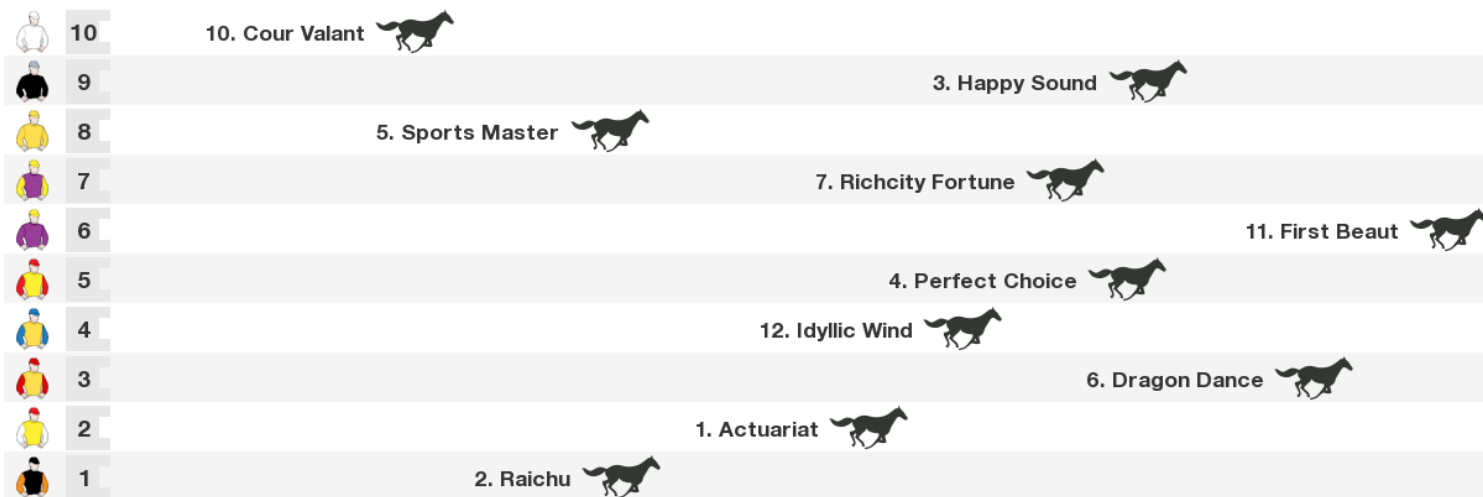 10 10. Cour Valant
9 3. Happy Sound
8 5. Sports Master
7 7. Richcity Fortune
6 11. First Beaut
5 4. Perfect Choice
4 12. Idyllic Wind
3 6. Dragon Dance
2 1. Actuariat
1 2. Raichu